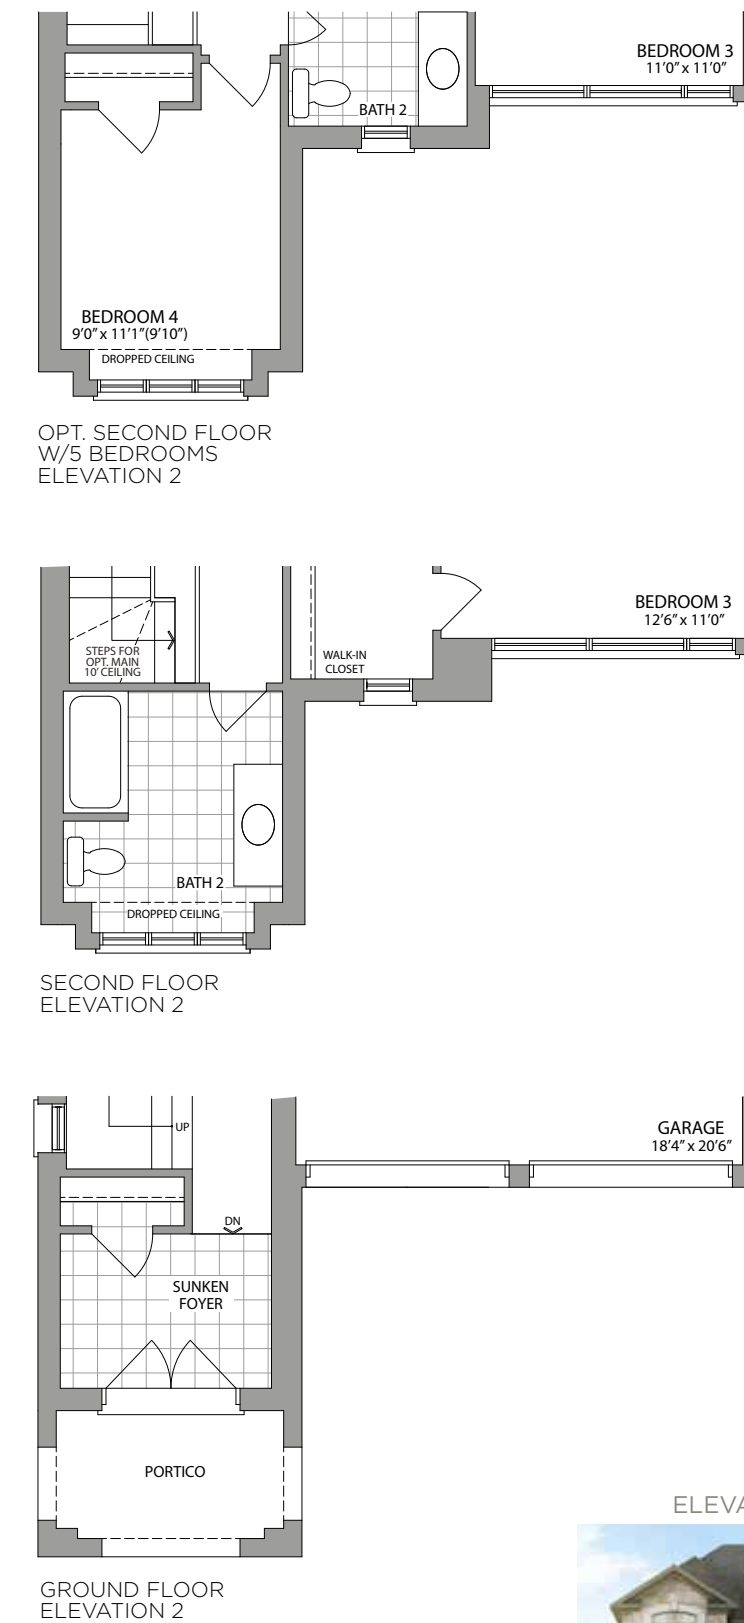 BEDROOM 3
11'0" x 11'0"
BATH 2
BEDROOM 4
9'0" x 11'1"(9'10")
DROPPED CEILING
OPT. SECOND FLOOR
W/5 BEDROOMS
ELEVATION 2
BEDROOM 3
12'6" x 11'0"
STEPS FOR
OPT. MAIN
10' CEILING
WALK-IN
CLOSET
BATH 2
DROPPED CEILING
SECOND FLOOR
ELEVATION 2
UP
GARAGE
18'4" x 20'6"
DN
SUNKEN
FOYER
PORTICO
ELEVA
GROUND FLOOR
ELEVATION 2